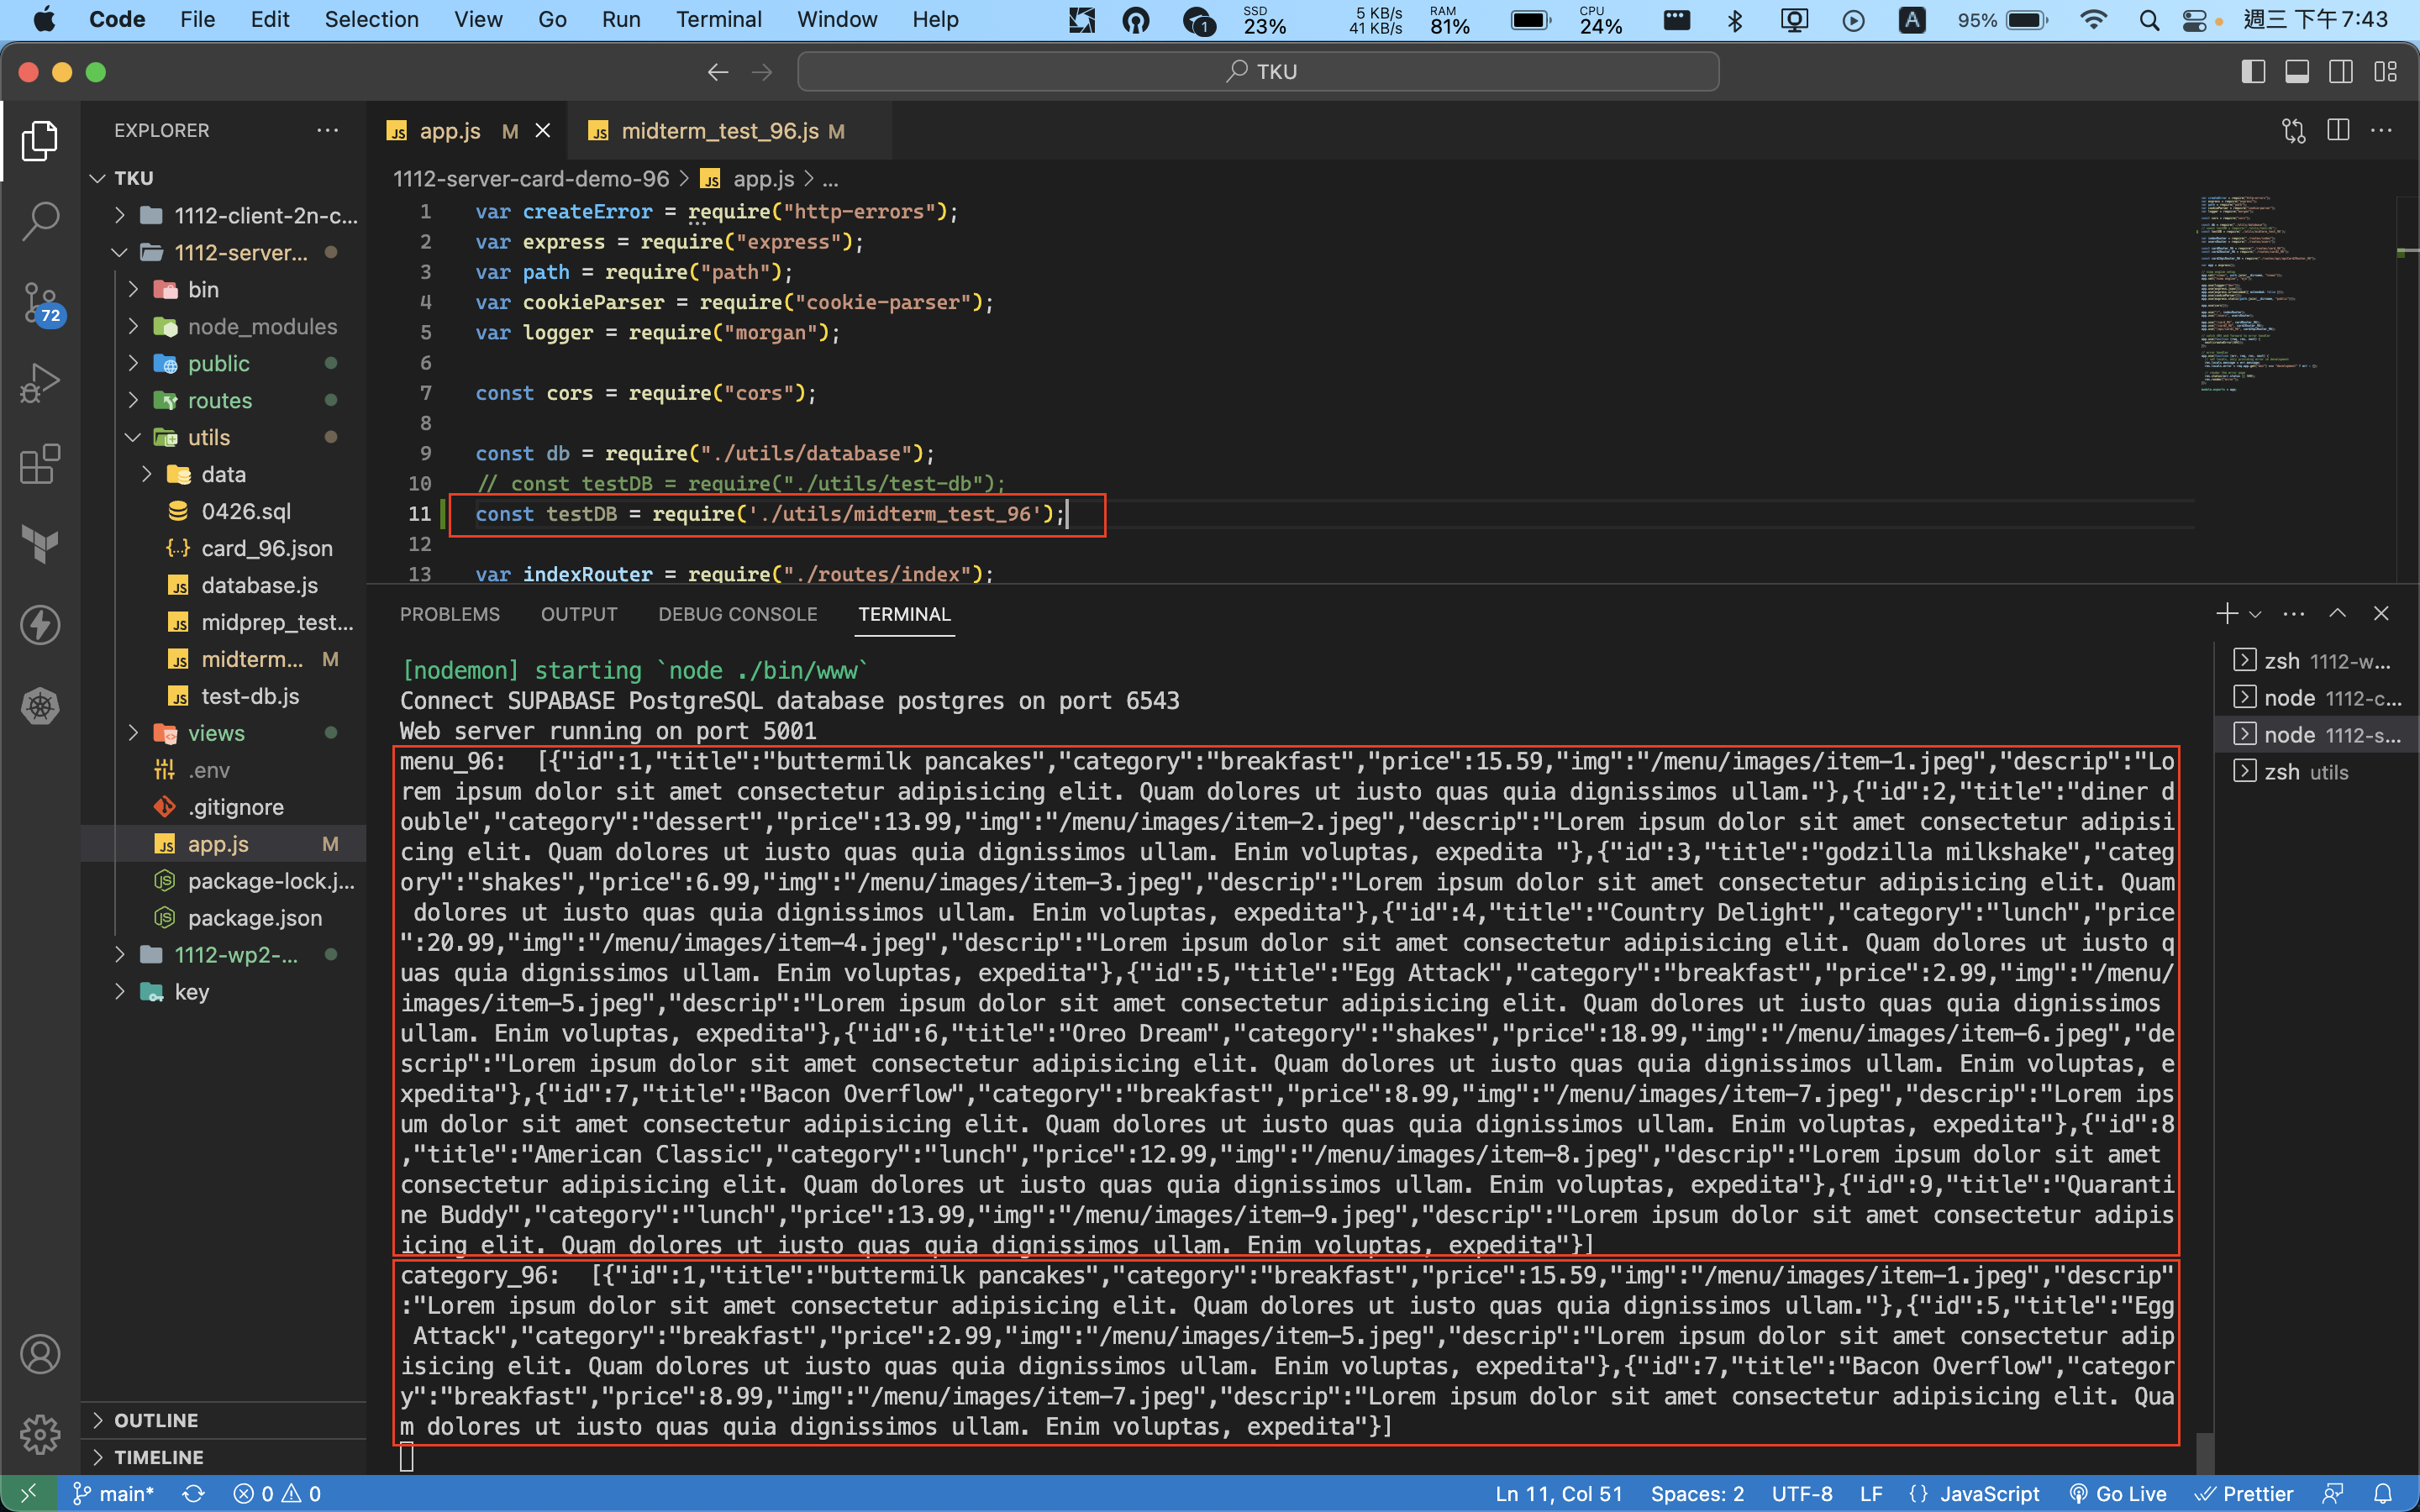 Code File Edit Selection View Go Run Terminal Window Help 1 SSD 23% 5 KB/s 41 KB/s RAM 81% CPU 24% A 95% 週三 下午7:43
TKU
EXPLORER
TKU
1112-client-2n-c...
1112-server...
bin
node_modules
public
routes
utils
data
0426.sql
card_96.json
database.js
midprep_test...
midterm... M
test-db.js
views
.env
.gitignore
app.js M
package-lock.j...
package.json
1112-wp2-...
key
OUTLINE
TIMELINE
72
app.js M
midterm_test_96.js M
1112-server-card-demo-96 > app.js > ...
1 var createError = require("http-errors");
2 var express = require("express");
3 var path = require("path");
4 var cookieParser = require("cookie-parser");
5 var logger = require("morgan");
6
7 const cors = require("cors");
8
9 const db = require("./utils/database");
10 // const testDB = require("./utils/test-db");
11 const testDB = require('./utils/midterm_test_96');
12
13 var indexRouter = require("./routes/index");
PROBLEMS OUTPUT DEBUG CONSOLE TERMINAL
[nodemon] starting `node ./bin/www`
Connect SUPABASE PostgreSQL database postgres on port 6543
Web server running on port 5001
menu_96:  [{"id":1,"title":"buttermilk pancakes","category":"breakfast","price":15.59,"img":"/menu/images/item-1.jpeg","descrip":"Lo
rem ipsum dolor sit amet consectetur adipisicing elit. Quam dolores ut iusto quas quia dignissimos ullam."},{"id":2,"title":"diner d
ouble","category":"dessert","price":13.99,"img":"/menu/images/item-2.jpeg","descrip":"Lorem ipsum dolor sit amet consectetur adipisi
cing elit. Quam dolores ut iusto quas quia dignissimos ullam. Enim voluptas, expedita "},{"id":3,"title":"godzilla milkshake","categ
ory":"shakes","price":6.99,"img":"/menu/images/item-3.jpeg","descrip":"Lorem ipsum dolor sit amet consectetur adipisicing elit. Quam
 dolores ut iusto quas quia dignissimos ullam. Enim voluptas, expedita"},{"id":4,"title":"Country Delight","category":"lunch","price
":20.99,"img":"/menu/images/item-4.jpeg","descrip":"Lorem ipsum dolor sit amet consectetur adipisicing elit. Quam dolores ut iusto q
uas quia dignissimos ullam. Enim voluptas, expedita"},{"id":5,"title":"Egg Attack","category":"breakfast","price":2.99,"img":"/menu/
images/item-5.jpeg","descrip":"Lorem ipsum dolor sit amet consectetur adipisicing elit. Quam dolores ut iusto quas quia dignissimos
ullam. Enim voluptas, expedita"},{"id":6,"title":"Oreo Dream","category":"shakes","price":18.99,"img":"/menu/images/item-6.jpeg","de
scrip":"Lorem ipsum dolor sit amet consectetur adipisicing elit. Quam dolores ut iusto quas quia dignissimos ullam. Enim voluptas, e
xpedita"},{"id":7,"title":"Bacon Overflow","category":"breakfast","price":8.99,"img":"/menu/images/item-7.jpeg","descrip":"Lorem ips
um dolor sit amet consectetur adipisicing elit. Quam dolores ut iusto quas quia dignissimos ullam. Enim voluptas, expedita"},{"id":8
,"title":"American Classic","category":"lunch","price":12.99,"img":"/menu/images/item-8.jpeg","descrip":"Lorem ipsum dolor sit amet
consectetur adipisicing elit. Quam dolores ut iusto quas quia dignissimos ullam. Enim voluptas, expedita"},{"id":9,"title":"Quaranti
ne Buddy","category":"lunch","price":13.99,"img":"/menu/images/item-9.jpeg","descrip":"Lorem ipsum dolor sit amet consectetur adipis
icing elit. Quam dolores ut iusto quas quia dignissimos ullam. Enim voluptas, expedita"}]
category_96:  [{"id":1,"title":"buttermilk pancakes","category":"breakfast","price":15.59,"img":"/menu/images/item-1.jpeg","descrip"
:"Lorem ipsum dolor sit amet consectetur adipisicing elit. Quam dolores ut iusto quas quia dignissimos ullam."},{"id":5,"title":"Egg
 Attack","category":"breakfast","price":2.99,"img":"/menu/images/item-5.jpeg","descrip":"Lorem ipsum dolor sit amet consectetur adip
isicing elit. Quam dolores ut iusto quas quia dignissimos ullam. Enim voluptas, expedita"},{"id":7,"title":"Bacon Overflow","categor
y":"breakfast","price":8.99,"img":"/menu/images/item-7.jpeg","descrip":"Lorem ipsum dolor sit amet consectetur adipisicing elit. Qua
m dolores ut iusto quas quia dignissimos ullam. Enim voluptas, expedita"}]
zsh 1112-w...
node 1112-c...
node 1112-s...
zsh utils
main* 0 0 Ln 11, Col 51 Spaces: 2 UTF-8 LF {} JavaScript Go Live Prettier